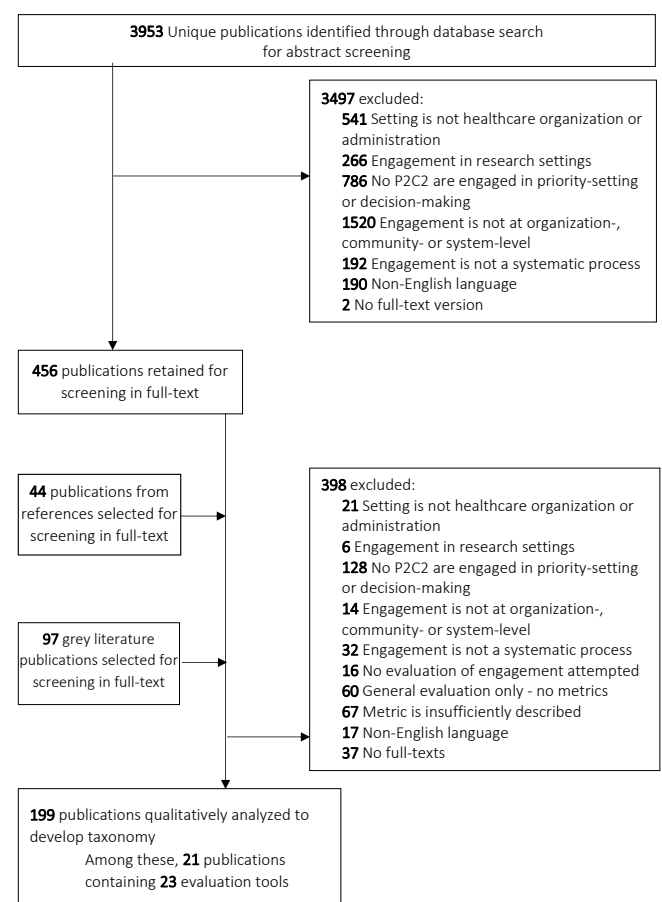 3953 Unique publications identified through database search
for abstract screening
3497 excluded:
541 Setting is not healthcare organization or
administration
266 Engagement in research settings
786 No P2C2 are engaged in priority-setting
or decision-making
1520 Engagement is not at organization-,
community- or system-level
192 Engagement is not a systematic process
190 Non-English language
2 No full-text version
456 publications retained for
screening in full-text
44 publications from
references selected for
screening in full-text
97 grey literature
publications selected for
screening in full-text
398 excluded:
21 Setting is not healthcare organization or
administration
6 Engagement in research settings
128 No P2C2 are engaged in priority-setting
or decision-making
14 Engagement is not at organization-,
community- or system-level
32 Engagement is not a systematic process
16 No evaluation of engagement attempted
60 General evaluation only - no metrics
67 Metric is insufficiently described
17 Non-English language
37 No full-texts
199 publications qualitatively analyzed to
develop taxonomy
Among these, 21 publications
containing 23 evaluation tools